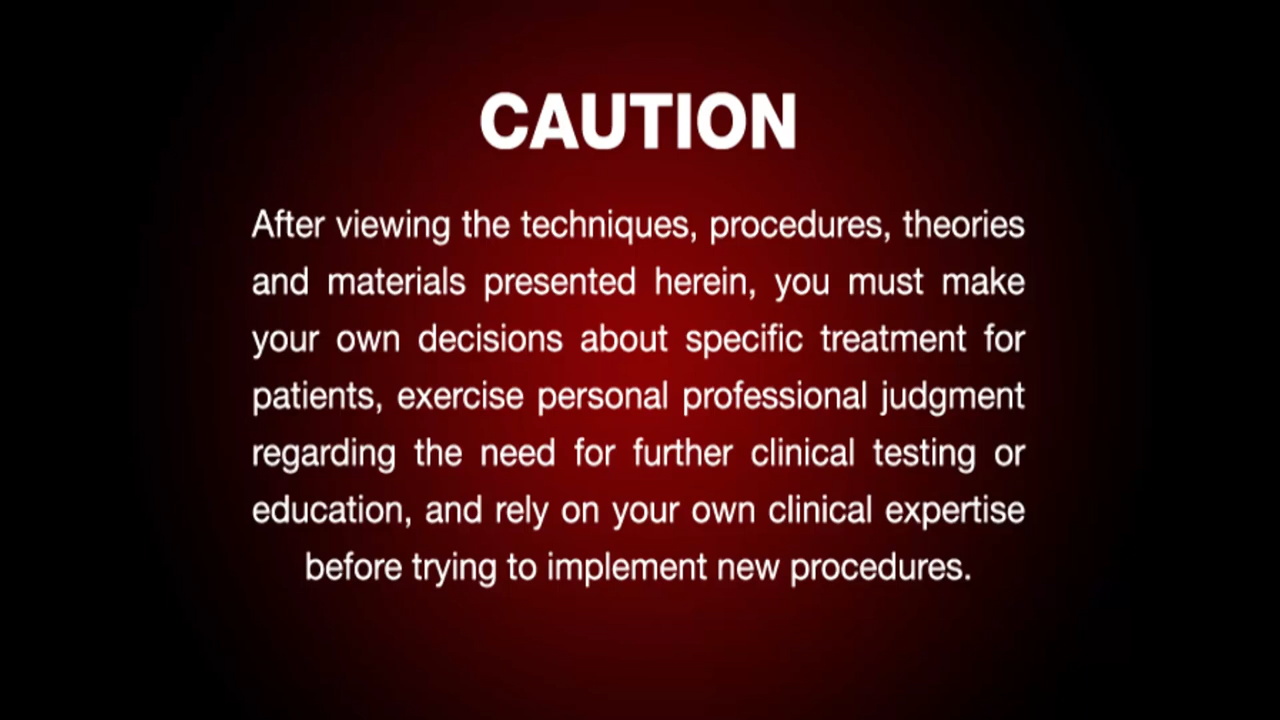 CAUTION
After viewing the techniques, procedures, theories
and materials presented herein, you must make
your own decisions about specific treatment for
patients, exercise personal professional judgment
regarding the need for further clinical testing or
education, and rely on your own clinical expertise
before trying to implement new procedures.